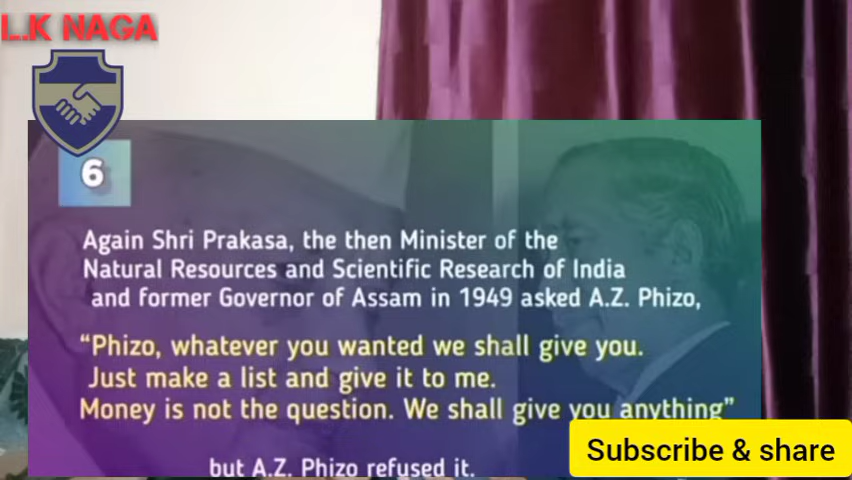 L.K NAGA
6
Again Shri Prakasa, the then Minister of the
Natural Resources and Scientific Research of India
and former Governor of Assam in 1949 asked A.Z. Phizo,
“Phizo, whatever you wanted we shall give you.
Just make a list and give it to me.
Money is not the question. We shall give you anything”
but A.Z. Phizo refused it.
Subscribe & share